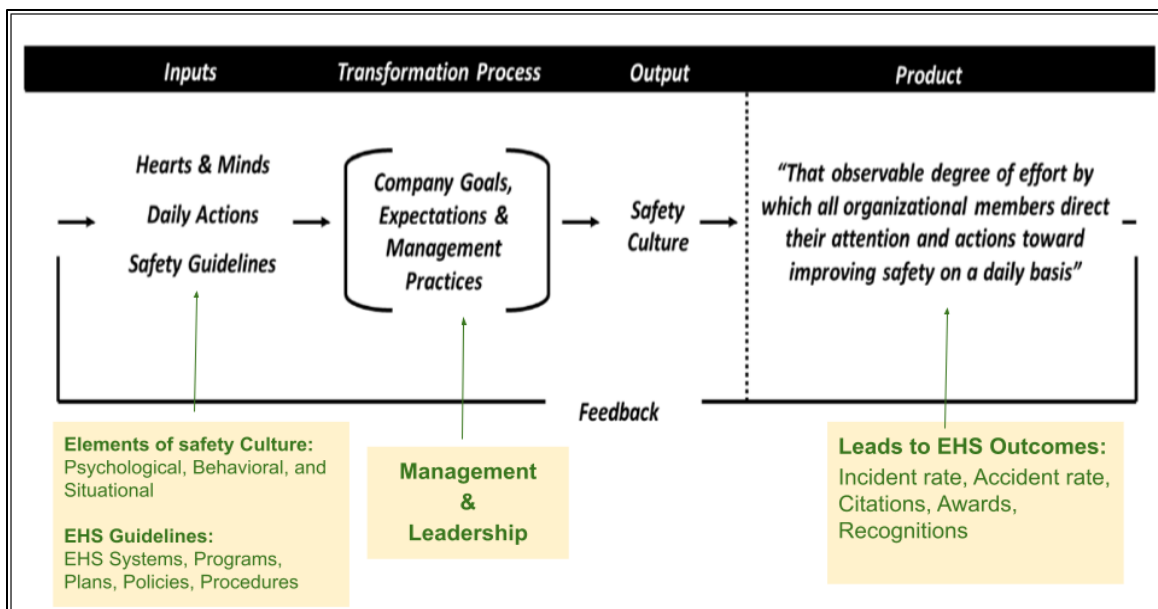 Inputs
Transformation Process
Output
Product
Hearts & Minds
Daily Actions
Safety Guidelines
Company Goals,
Expectations &
Management
Practices
Safety
Culture
“That observable degree of effort by
which all organizational members direct
their attention and actions toward
improving safety on a daily basis”
Feedback
Elements of safety Culture:
Psychological, Behavioral, and
Situational
EHS Guidelines:
EHS Systems, Programs,
Plans, Policies, Procedures
Management
&
Leadership
Leads to EHS Outcomes:
Incident rate, Accident rate,
Citations, Awards,
Recognitions